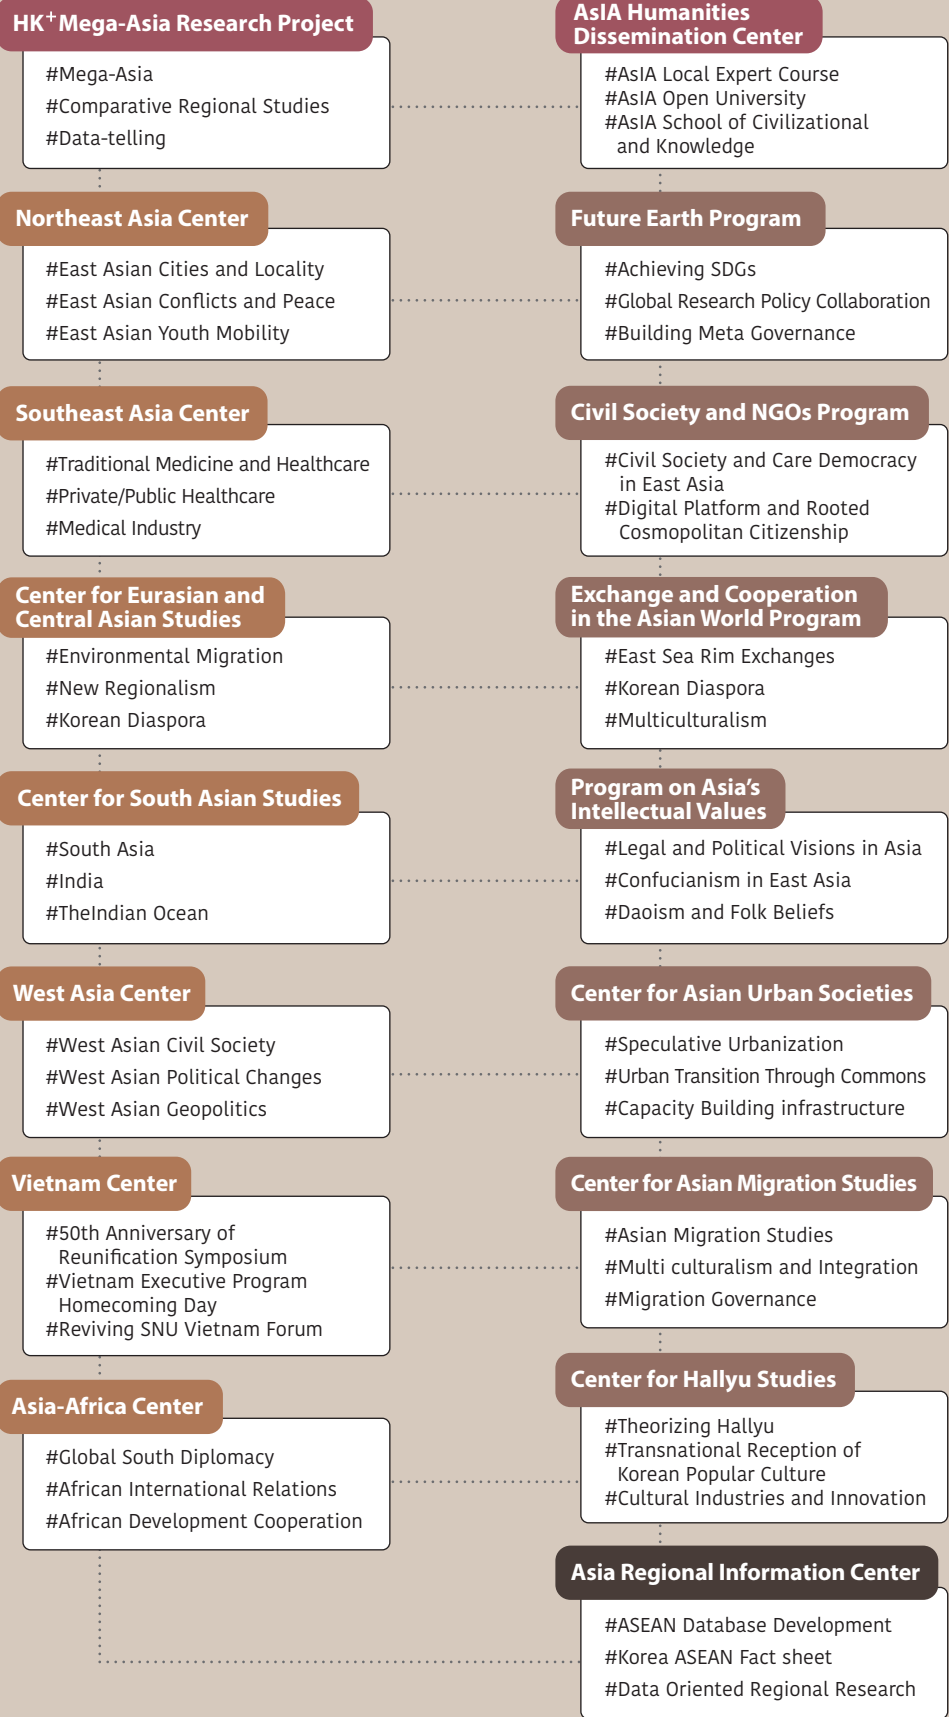 HK+ Mega-Asia Research Project
#Mega-Asia
#Comparative Regional Studies
#Data-telling
AsIA Humanities
Dissemination Center
#AsIA Local Expert Course
#AsIA Open University
#AsIA School of Civilizational
and Knowledge
Northeast Asia Center
#East Asian Cities and Locality
#East Asian Conflicts and Peace
#East Asian Youth Mobility
Future Earth Program
#Achieving SDGs
#Global Research Policy Collaboration
#Building Meta Governance
Southeast Asia Center
#Traditional Medicine and Healthcare
#Private/Public Healthcare
#Medical Industry
Civil Society and NGOs Program
#Civil Society and Care Democracy
in East Asia
#Digital Platform and Rooted
Cosmopolitan Citizenship
Center for Eurasian and
Central Asian Studies
#Environmental Migration
#New Regionalism
#Korean Diaspora
Exchange and Cooperation
in the Asian World Program
#East Sea Rim Exchanges
#Korean Diaspora
#Multiculturalism
Center for South Asian Studies
#South Asia
#India
#TheIndian Ocean
Program on Asia's
Intellectual Values
#Legal and Political Visions in Asia
#Confucianism in East Asia
#Daoism and Folk Beliefs
West Asia Center
#West Asian Civil Society
#West Asian Political Changes
#West Asian Geopolitics
Center for Asian Urban Societies
#Speculative Urbanization
#Urban Transition Through Commons
#Capacity Building infrastructure
Vietnam Center
#50th Anniversary of
Reunification Symposium
#Vietnam Executive Program
Homecoming Day
#Reviving SNU Vietnam Forum
Center for Asian Migration Studies
#Asian Migration Studies
#Multi culturalism and Integration
#Migration Governance
Asia-Africa Center
#Global South Diplomacy
#African International Relations
#African Development Cooperation
Center for Hallyu Studies
#Theorizing Hallyu
#Transnational Reception of
Korean Popular Culture
#Cultural Industries and Innovation
Asia Regional Information Center
#ASEAN Database Development
#Korea ASEAN Fact sheet
#Data Oriented Regional Research